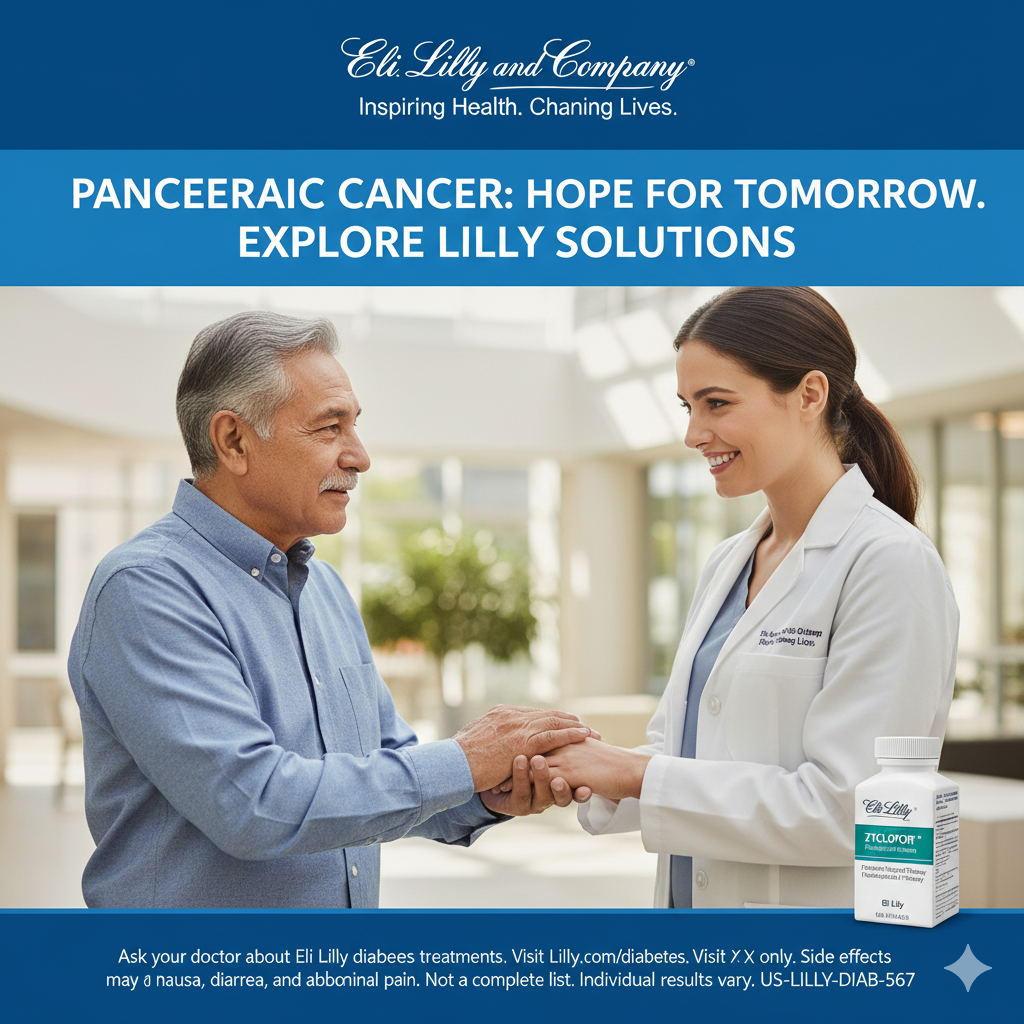 Eli Lilly and Company®
Inspiring Health. Chaning Lives.
PANCEERAIC CANCER: HOPE FOR TOMORROW.
EXPLORE LILLY SOLUTIONS
Eli Lilly
Eli Lilly
Ask your doctor about Eli Lilly diabees treatments. Visit Lilly.com/diabetes. Visit X X only. Side effects
may a nausa, diarrea, and abboninal pain. Not a complete list. Individual results vary. US-LILLY-DIAB-567